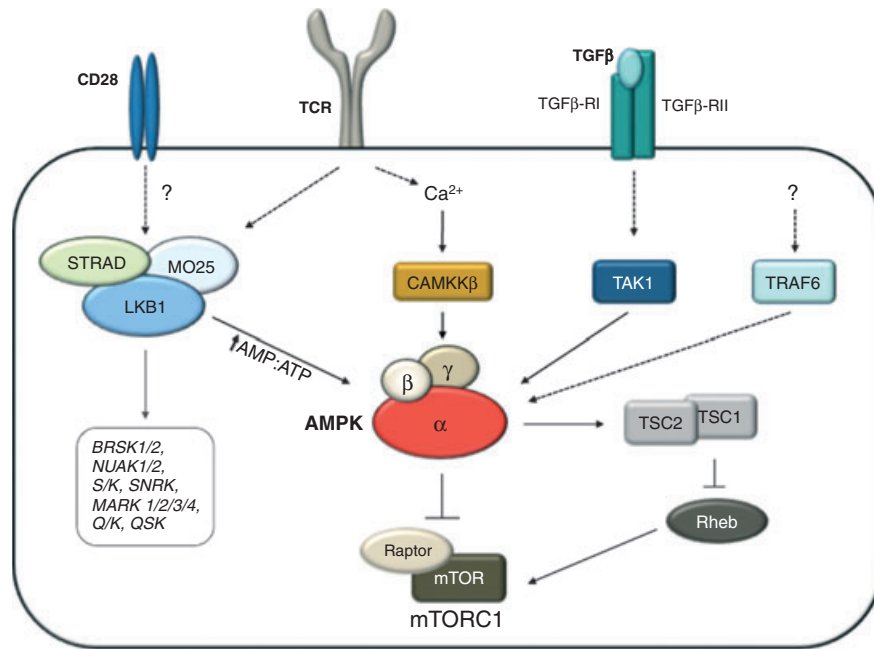 CD28
TCR
TGFβ
TGFβ-RI
TGFβ-RII
?
Ca²⁺
?
STRAD
MO25
LKB1
CAMKKβ
TAK1
TRAF6
AMP:ATP
β
γ
α
AMPK
TSC2
TSC1
BRSK1/2,
NUAK1/2,
S/K, SNRK,
MARK 1/2/3/4,
Q/K, QSK
Rheb
Raptor
mTOR
mTORC1